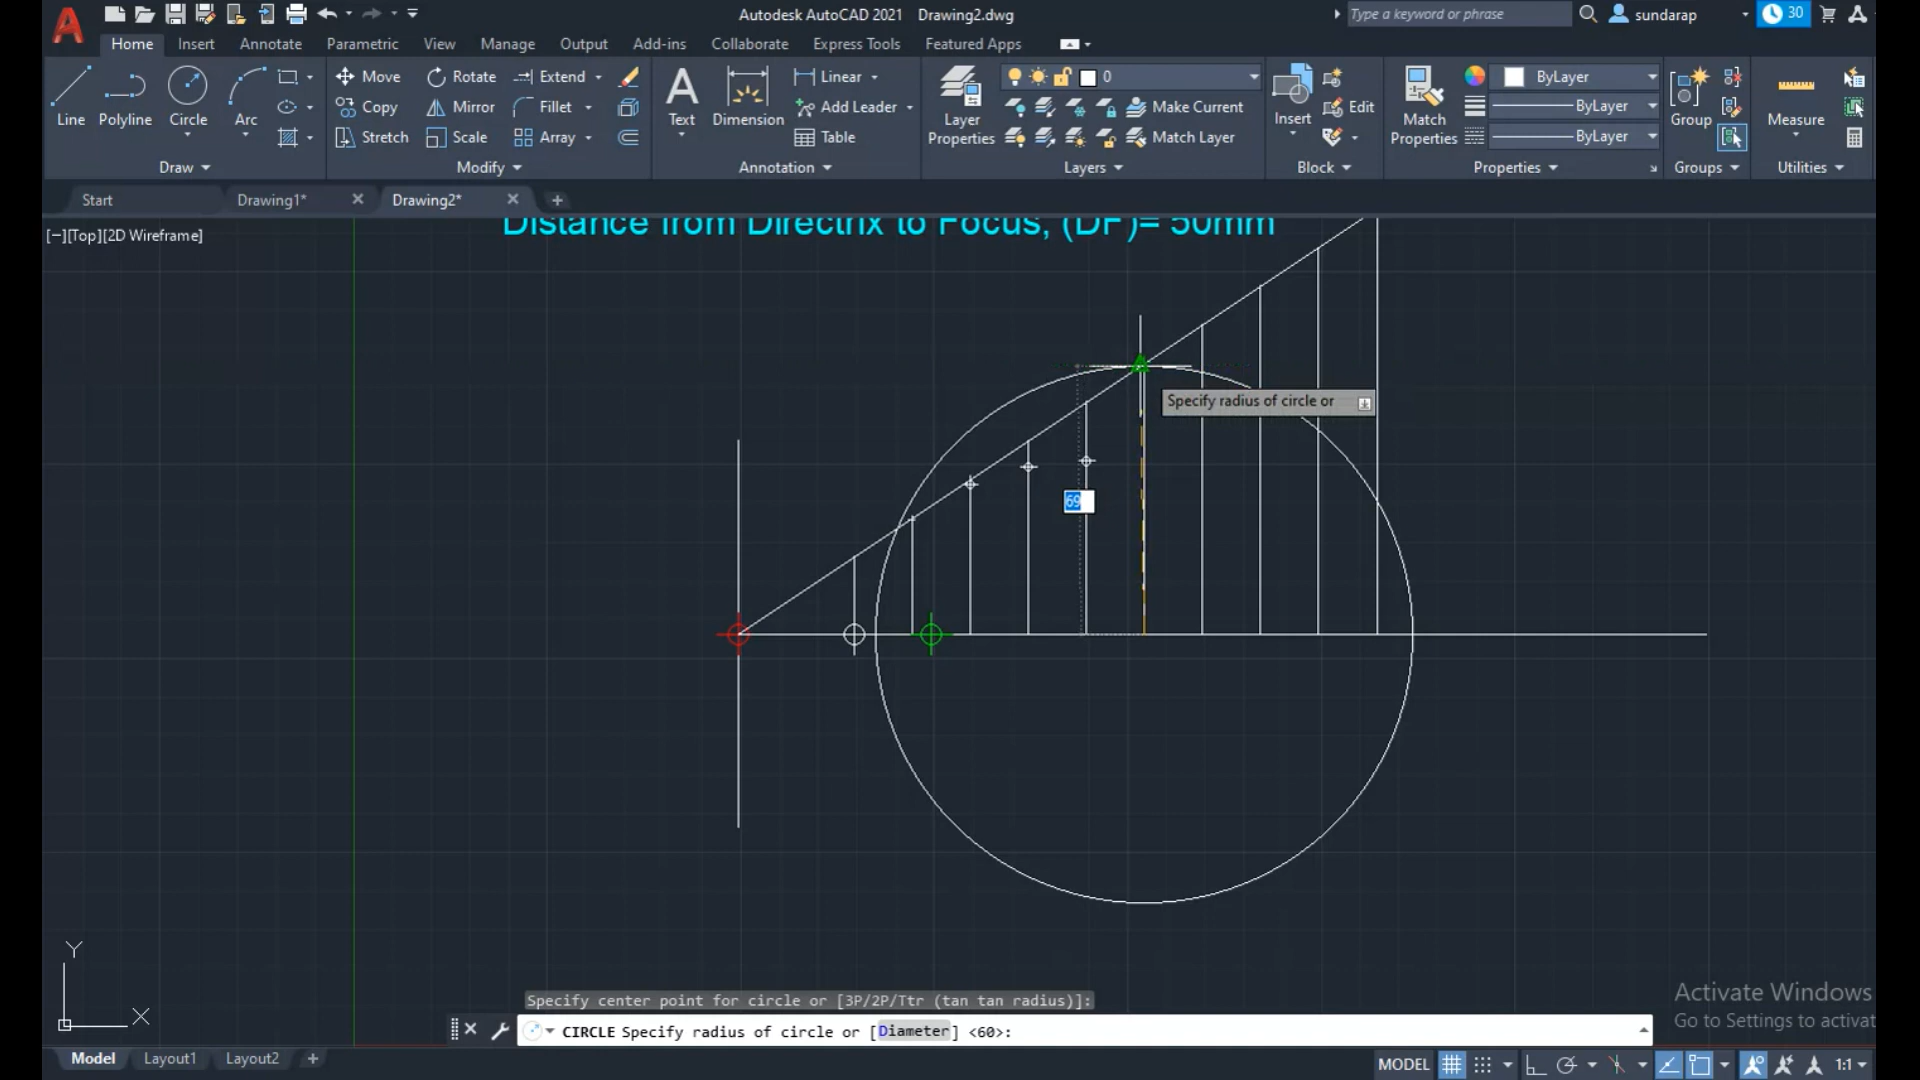 Autodesk AutoCAD 2021 Drawing2.dwg
Type a keyword or phrase
sundarap
30
Home Insert Annotate Parametric View Manage Output Add-ins Collaborate Express Tools Featured Apps
Line Polyline Circle Arc
Draw
Move Rotate Extend
Copy Mirror Fillet
Stretch Scale Array
Modify
Text Dimension
Linear
Add Leader
Table
Annotation
Layer Properties
0
Make Current
Match Layer
Layers
Insert
Edit
Block
Match Properties
ByLayer
ByLayer
ByLayer
Properties
Group
Groups
Measure
Utilities
Start Drawing1* Drawing2*
[−][Top][2D Wireframe]
Distance from Directrix to Focus, (DF)= 50mm
Specify radius of circle or
69
Y
X
Activate Windows
Go to Settings to activat
Specify center point for circle or [3P/2P/Ttr (tan tan radius)]:
CIRCLE Specify radius of circle or [Diameter] <60>:
Model Layout1 Layout2
MODEL
1:1